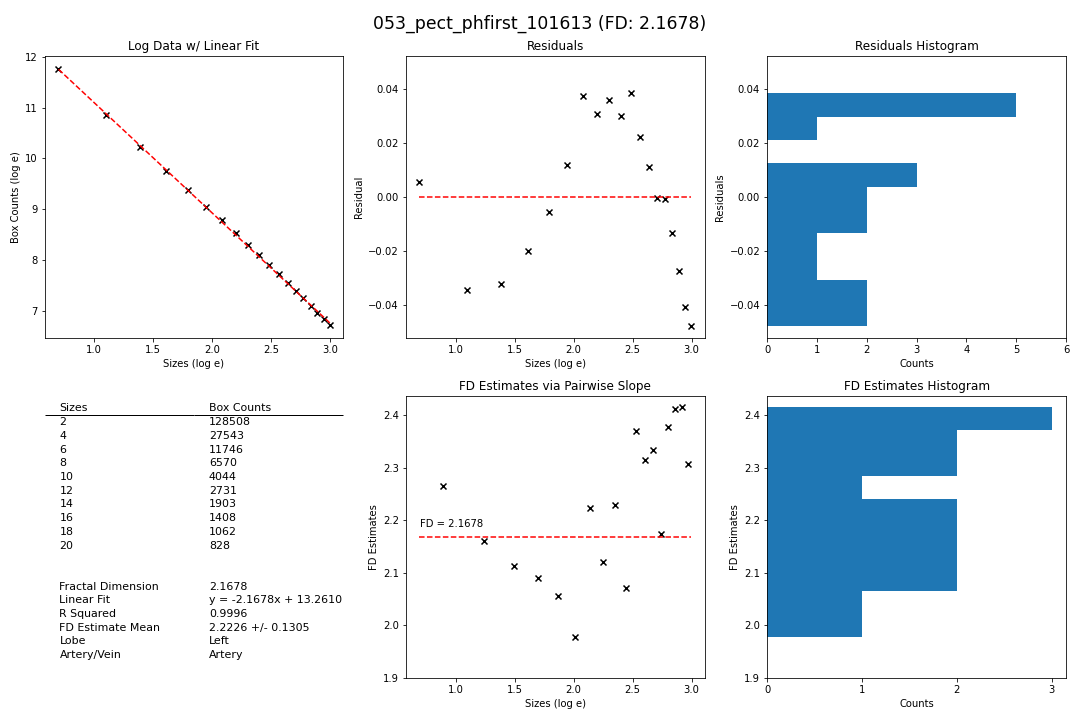 053_pect_phfirst_101613 (FD: 2.1678)
Log Data w/ Linear Fit
Box Counts (log e)
12
11
10
9
8
7
1.0 1.5 2.0 2.5 3.0
Sizes (log e)
Residuals
Residual
0.04
0.02
0.00
−0.02
−0.04
1.0 1.5 2.0 2.5 3.0
Sizes (log e)
Residuals Histogram
Residuals
0.04
0.02
0.00
−0.02
−0.04
0 1 2 3 4 5 6
Counts
Sizes Box Counts
2 128508
4 27543
6 11746
8 6570
10 4044
12 2731
14 1903
16 1408
18 1062
20 828
Fractal Dimension 2.1678
Linear Fit y = -2.1678x + 13.2610
R Squared 0.9996
FD Estimate Mean 2.2226 +/- 0.1305
Lobe Left
Artery/Vein Artery
FD Estimates via Pairwise Slope
FD Estimates
2.4
2.3
2.2
2.1
2.0
1.9
FD = 2.1678
1.0 1.5 2.0 2.5 3.0
Sizes (log e)
FD Estimates Histogram
FD Estimates
2.4
2.3
2.2
2.1
2.0
1.9
0 1 2 3
Counts